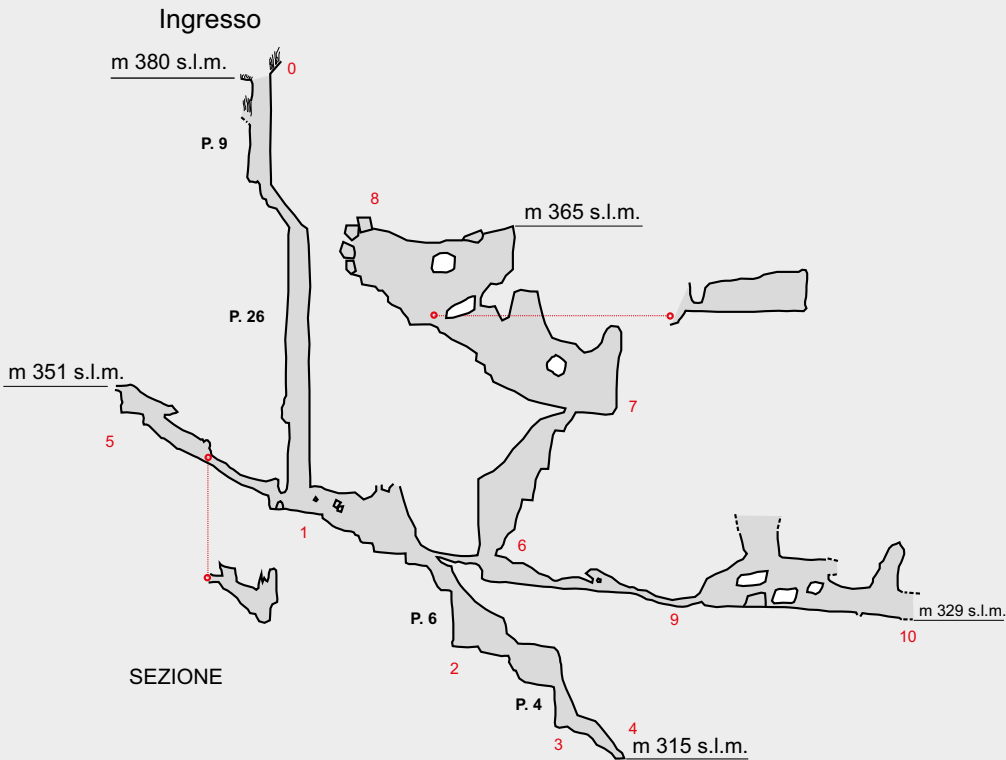 Ingresso
m 380 s.l.m.
0
P. 9
8
m 365 s.l.m.
P. 26
m 351 s.l.m.
7
5
1
6
m 329 s.l.m.
P. 6
9
10
2
SEZIONE
P. 4
4
3
m 315 s.l.m.